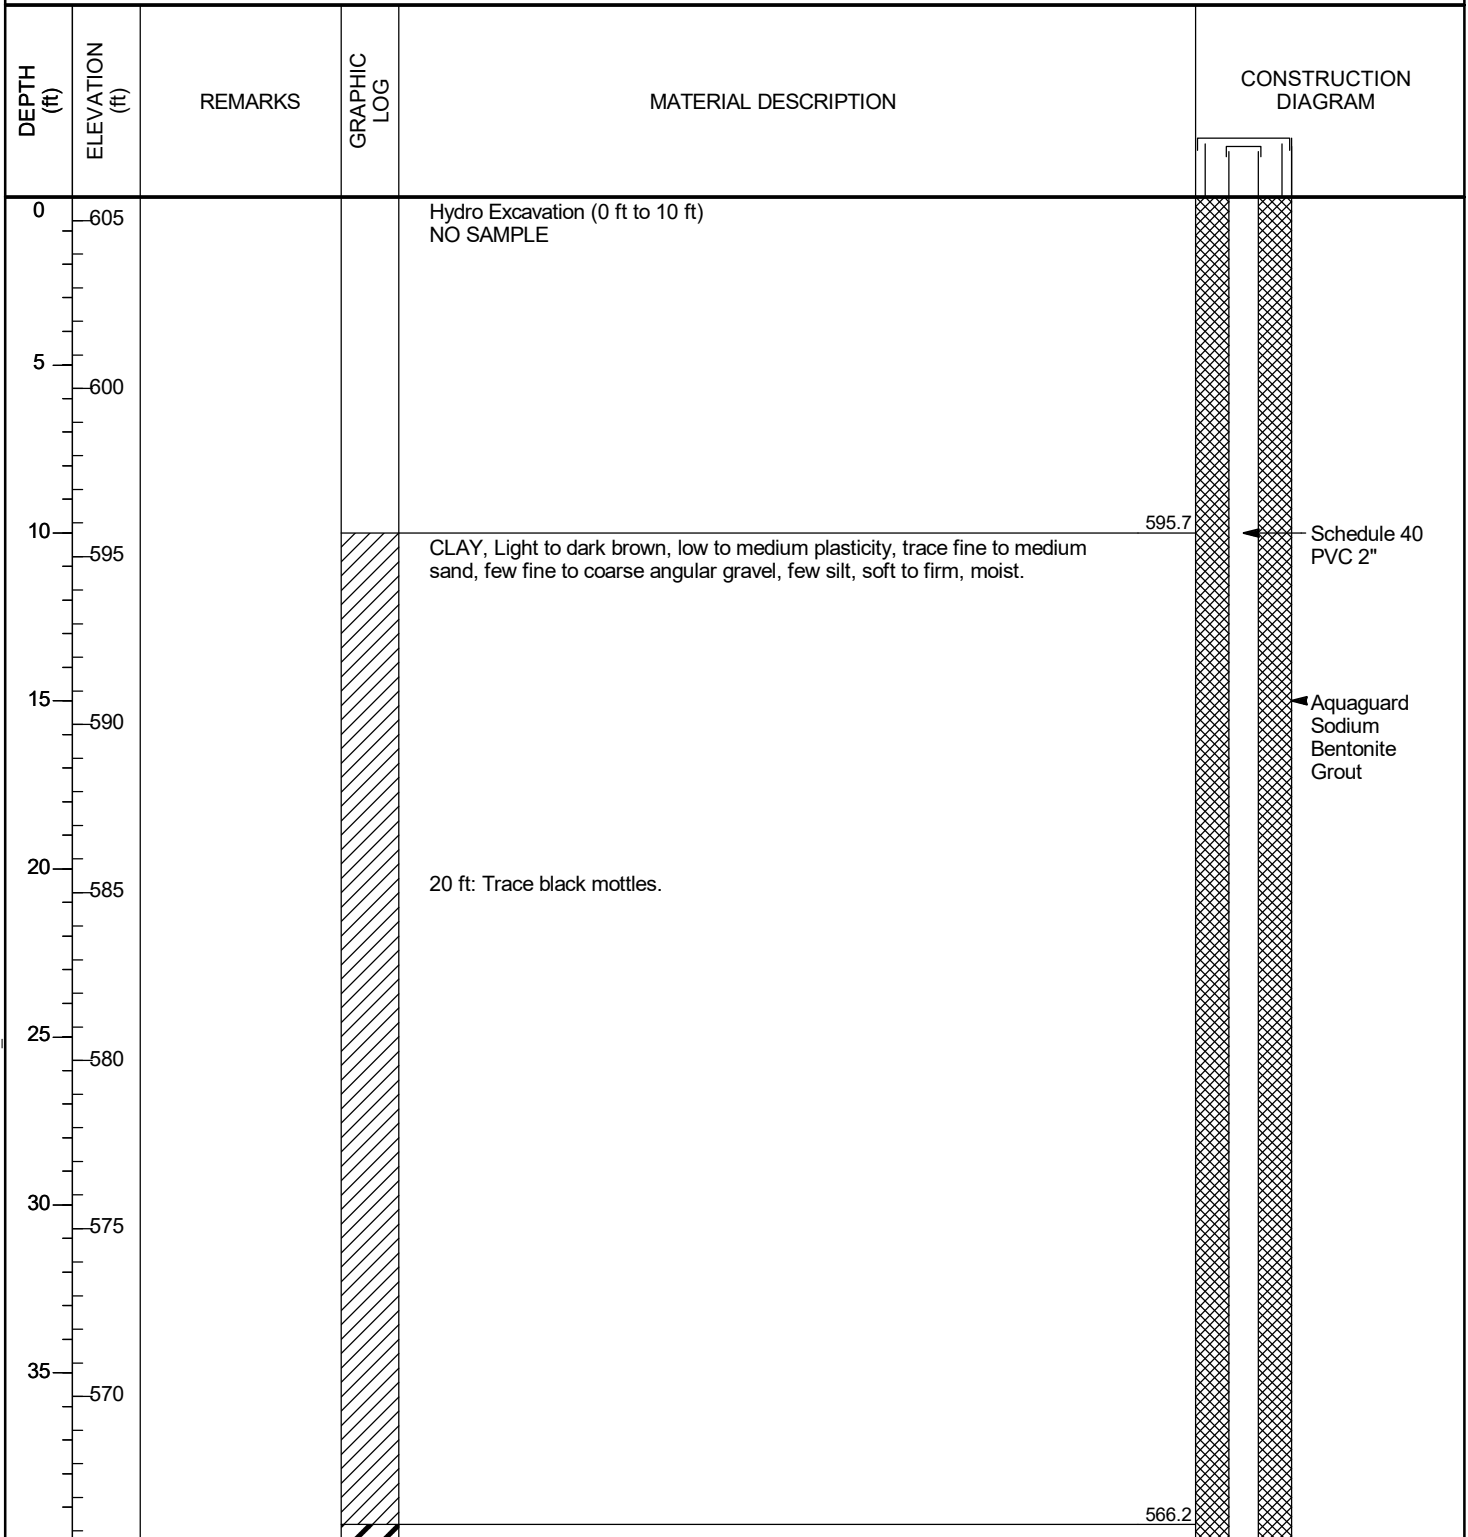 DEPTH
(ft)
ELEVATION
(ft)
REMARKS
GRAPHIC
LOG
MATERIAL DESCRIPTION
CONSTRUCTION
DIAGRAM
0
605
Hydro Excavation (0 ft to 10 ft)
NO SAMPLE
5
600
595.7
10
Schedule 40
PVC 2"
CLAY, Light to dark brown, low to medium plasticity, trace fine to medium
sand, few fine to coarse angular gravel, few silt, soft to firm, moist.
595
15
Aquaguard
Sodium
Bentonite
Grout
590
20
585
20 ft: Trace black mottles.
25
580
30
575
35
570
566.2